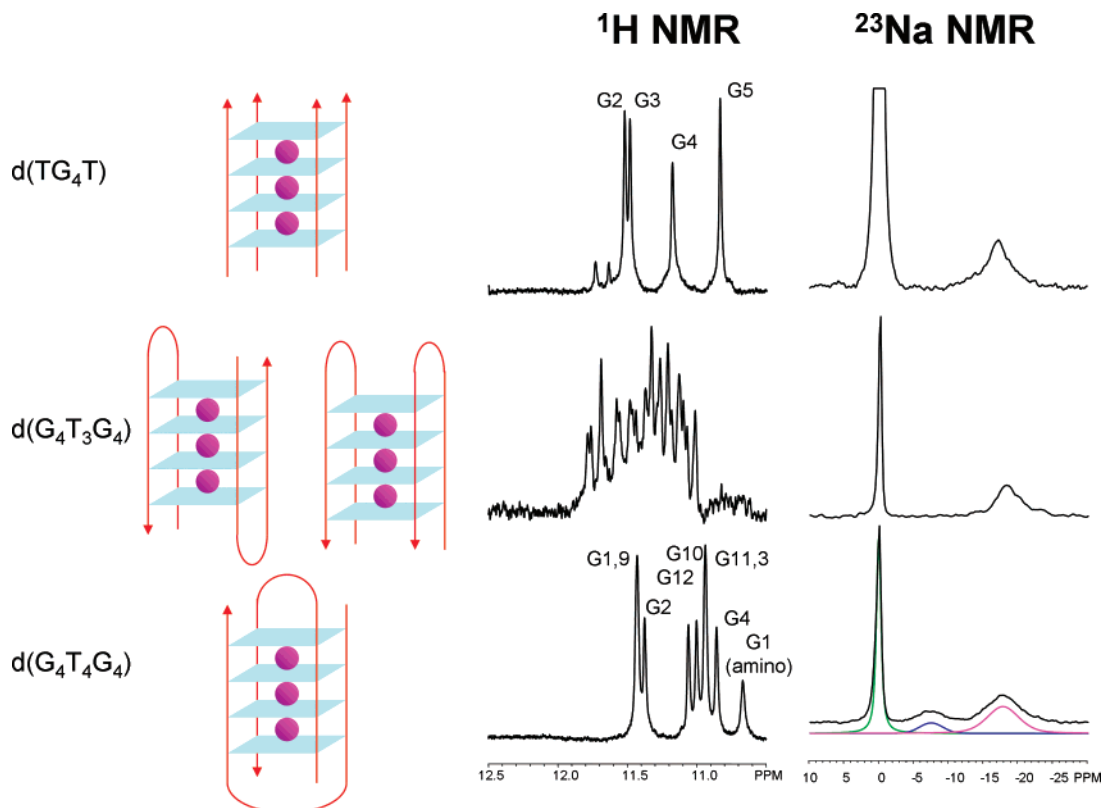 ¹H NMR
²³Na NMR
d(TG₄T)
G2
G3
G4
G5
d(G₄T₃G₄)
d(G₄T₄G₄)
G1,9
G2
G12
G10
G11,3
G4
G1
(amino)
12.5 12.0 11.5 11.0 PPM
10 5 0 -5 -10 -15 -20 -25 PPM